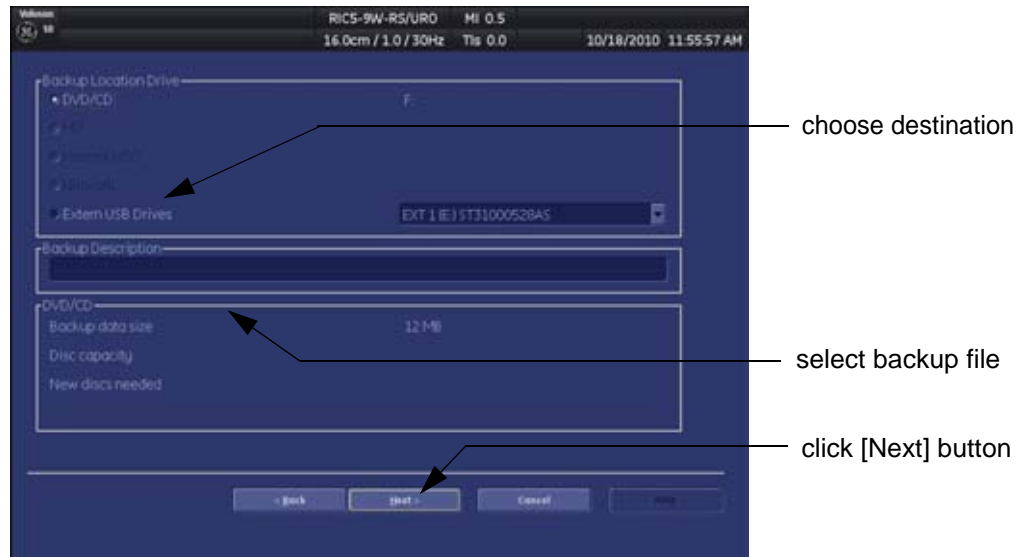 Voluson
RIC5-9W-RS/URO MI 0.5
16.0cm / 1.0 / 30Hz TIs 0.0 10/18/2010 11:55:57 AM
Backup Location Drive
DVD/CD F:
choose destination
Extern USB Drives EXT 1 (E:) ST31000528AS
Backup Description
DVD/CD
Backup data size 12 MB
Disc capacity
select backup file
New discs needed
click [Next] button
< Back Next > Cancel